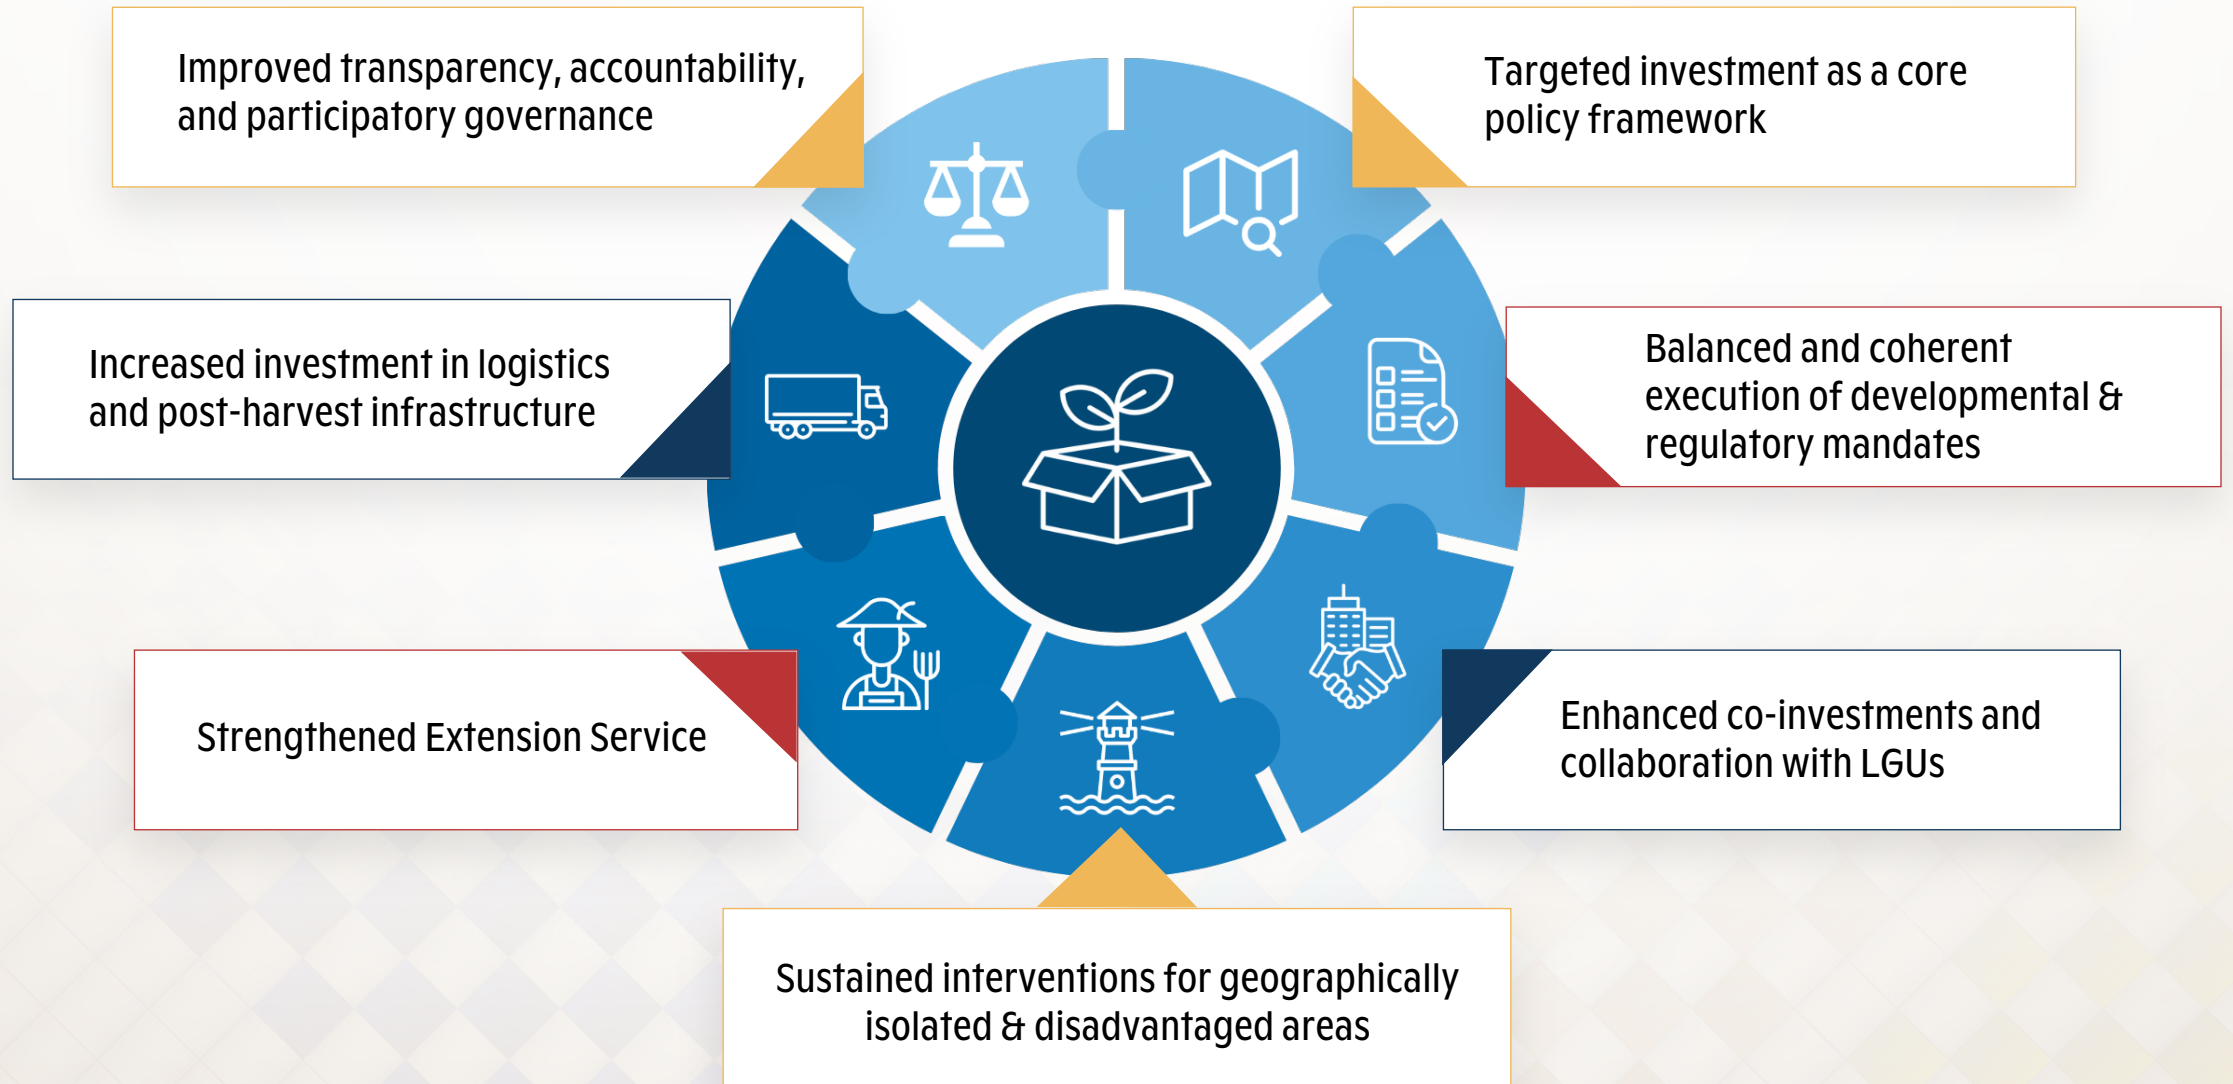 Improved transparency, accountability,
and participatory governance
Targeted investment as a core
policy framework
Increased investment in logistics
and post-harvest infrastructure
Balanced and coherent
execution of developmental &
regulatory mandates
Strengthened Extension Service
Enhanced co-investments and
collaboration with LGUs
Sustained interventions for geographically
isolated & disadvantaged areas